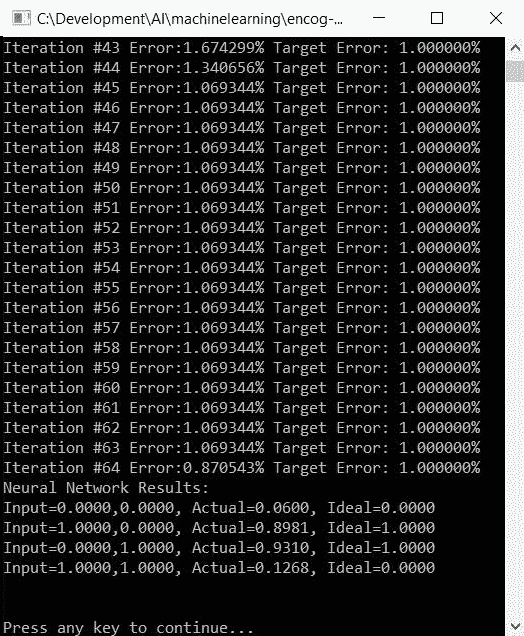 C:\Development\AI\machinelearning\encog-...
Iteration #43 Error:1.674299% Target Error: 1.000000%
Iteration #44 Error:1.340656% Target Error: 1.000000%
Iteration #45 Error:1.069344% Target Error: 1.000000%
Iteration #46 Error:1.069344% Target Error: 1.000000%
Iteration #47 Error:1.069344% Target Error: 1.000000%
Iteration #48 Error:1.069344% Target Error: 1.000000%
Iteration #49 Error:1.069344% Target Error: 1.000000%
Iteration #50 Error:1.069344% Target Error: 1.000000%
Iteration #51 Error:1.069344% Target Error: 1.000000%
Iteration #52 Error:1.069344% Target Error: 1.000000%
Iteration #53 Error:1.069344% Target Error: 1.000000%
Iteration #54 Error:1.069344% Target Error: 1.000000%
Iteration #55 Error:1.069344% Target Error: 1.000000%
Iteration #56 Error:1.069344% Target Error: 1.000000%
Iteration #57 Error:1.069344% Target Error: 1.000000%
Iteration #58 Error:1.069344% Target Error: 1.000000%
Iteration #59 Error:1.069344% Target Error: 1.000000%
Iteration #60 Error:1.069344% Target Error: 1.000000%
Iteration #61 Error:1.069344% Target Error: 1.000000%
Iteration #62 Error:1.069344% Target Error: 1.000000%
Iteration #63 Error:1.069344% Target Error: 1.000000%
Iteration #64 Error:0.870543% Target Error: 1.000000%
Neural Network Results:
Input=0.0000,0.0000, Actual=0.0600, Ideal=0.0000
Input=1.0000,0.0000, Actual=0.8981, Ideal=1.0000
Input=0.0000,1.0000, Actual=0.9310, Ideal=1.0000
Input=1.0000,1.0000, Actual=0.1268, Ideal=0.0000
Press any key to continue...